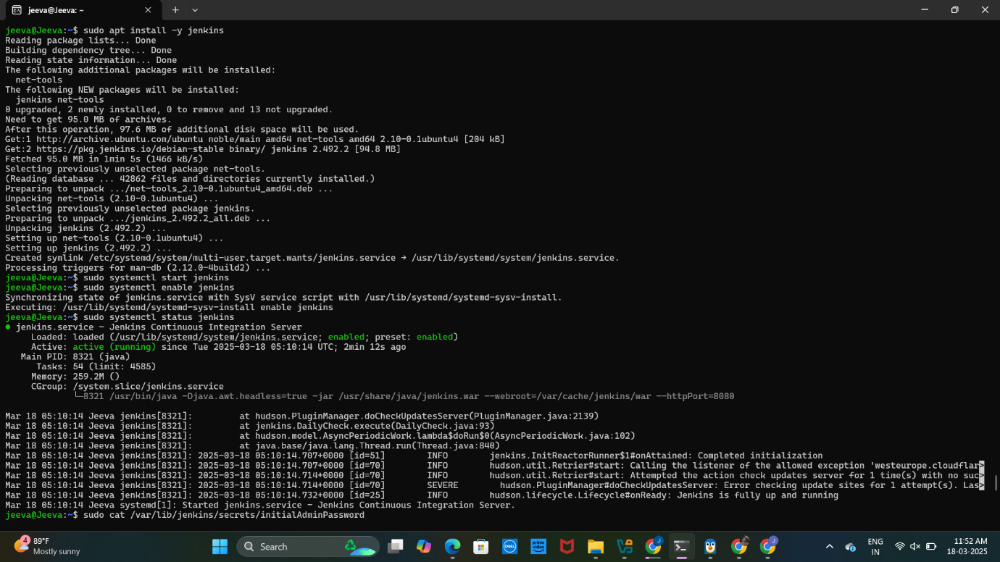 jeeva@Jeeva: ~
jeeva@Jeeva:~$ sudo apt install -y jenkins
Reading package lists... Done
Building dependency tree... Done
Reading state information... Done
The following additional packages will be installed:
  net-tools
The following NEW packages will be installed:
  jenkins net-tools
0 upgraded, 2 newly installed, 0 to remove and 13 not upgraded.
Need to get 95.0 MB of archives.
After this operation, 97.6 MB of additional disk space will be used.
Get:1 http://archive.ubuntu.com/ubuntu noble/main amd64 net-tools amd64 2.10-0.1ubuntu4 [204 kB]
Get:2 https://pkg.jenkins.io/debian-stable binary/ jenkins 2.492.2 [94.8 MB]
Fetched 95.0 MB in 1min 5s (1466 kB/s)
Selecting previously unselected package net-tools.
(Reading database ... 42862 files and directories currently installed.)
Preparing to unpack .../net-tools_2.10-0.1ubuntu4_amd64.deb ...
Unpacking net-tools (2.10-0.1ubuntu4) ...
Selecting previously unselected package jenkins.
Preparing to unpack .../jenkins_2.492.2_all.deb ...
Unpacking jenkins (2.492.2) ...
Setting up net-tools (2.10-0.1ubuntu4) ...
Setting up jenkins (2.492.2) ...
Created symlink /etc/systemd/system/multi-user.target.wants/jenkins.service → /usr/lib/systemd/system/jenkins.service.
Processing triggers for man-db (2.12.0-4build2) ...
jeeva@Jeeva:~$ sudo systemctl start jenkins
jeeva@Jeeva:~$ sudo systemctl enable jenkins
Synchronizing state of jenkins.service with SysV service script with /usr/lib/systemd/systemd-sysv-install.
Executing: /usr/lib/systemd/systemd-sysv-install enable jenkins
jeeva@Jeeva:~$ sudo systemctl status jenkins
● jenkins.service - Jenkins Continuous Integration Server
     Loaded: loaded (/usr/lib/systemd/system/jenkins.service; enabled; preset: enabled)
     Active: active (running) since Tue 2025-03-18 05:10:14 UTC; 2min 12s ago
   Main PID: 8321 (java)
      Tasks: 54 (limit: 4585)
     Memory: 259.2M ()
     CGroup: /system.slice/jenkins.service
             └─8321 /usr/bin/java -Djava.awt.headless=true -jar /usr/share/java/jenkins.war --webroot=/var/cache/jenkins/war --httpPort=8080
Mar 18 05:10:14 Jeeva jenkins[8321]:         at hudson.PluginManager.doCheckUpdatesServer(PluginManager.java:2139)
Mar 18 05:10:14 Jeeva jenkins[8321]:         at jenkins.DailyCheck.execute(DailyCheck.java:93)
Mar 18 05:10:14 Jeeva jenkins[8321]:         at hudson.model.AsyncPeriodicWork.lambda$doRun$0(AsyncPeriodicWork.java:102)
Mar 18 05:10:14 Jeeva jenkins[8321]:         at java.base/java.lang.Thread.run(Thread.java:840)
Mar 18 05:10:14 Jeeva jenkins[8321]: 2025-03-18 05:10:14.707+0000 [id=51]        INFO        jenkins.InitReactorRunner$1#onAttained: Completed initialization
Mar 18 05:10:14 Jeeva jenkins[8321]: 2025-03-18 05:10:14.707+0000 [id=70]        INFO        hudson.util.Retrier#start: Calling the listener of the allowed exception 'westeurope.cloudflar>
Mar 18 05:10:14 Jeeva jenkins[8321]: 2025-03-18 05:10:14.714+0000 [id=70]        INFO        hudson.util.Retrier#start: Attempted the action check updates server for 1 time(s) with no suc>
Mar 18 05:10:14 Jeeva jenkins[8321]: 2025-03-18 05:10:14.714+0000 [id=70]        SEVERE        hudson.PluginManager#doCheckUpdatesServer: Error checking update sites for 1 attempt(s). Las>
Mar 18 05:10:14 Jeeva jenkins[8321]: 2025-03-18 05:10:14.732+0000 [id=25]        INFO        hudson.lifecycle.Lifecycle#onReady: Jenkins is fully up and running
Mar 18 05:10:14 Jeeva systemd[1]: Started jenkins.service - Jenkins Continuous Integration Server.
jeeva@Jeeva:~$ sudo cat /var/lib/jenkins/secrets/initialAdminPassword
4
89°F
Mostly sunny
Search
DELL
prime video
J
J
ENG
IN
11:52 AM
18-03-2025